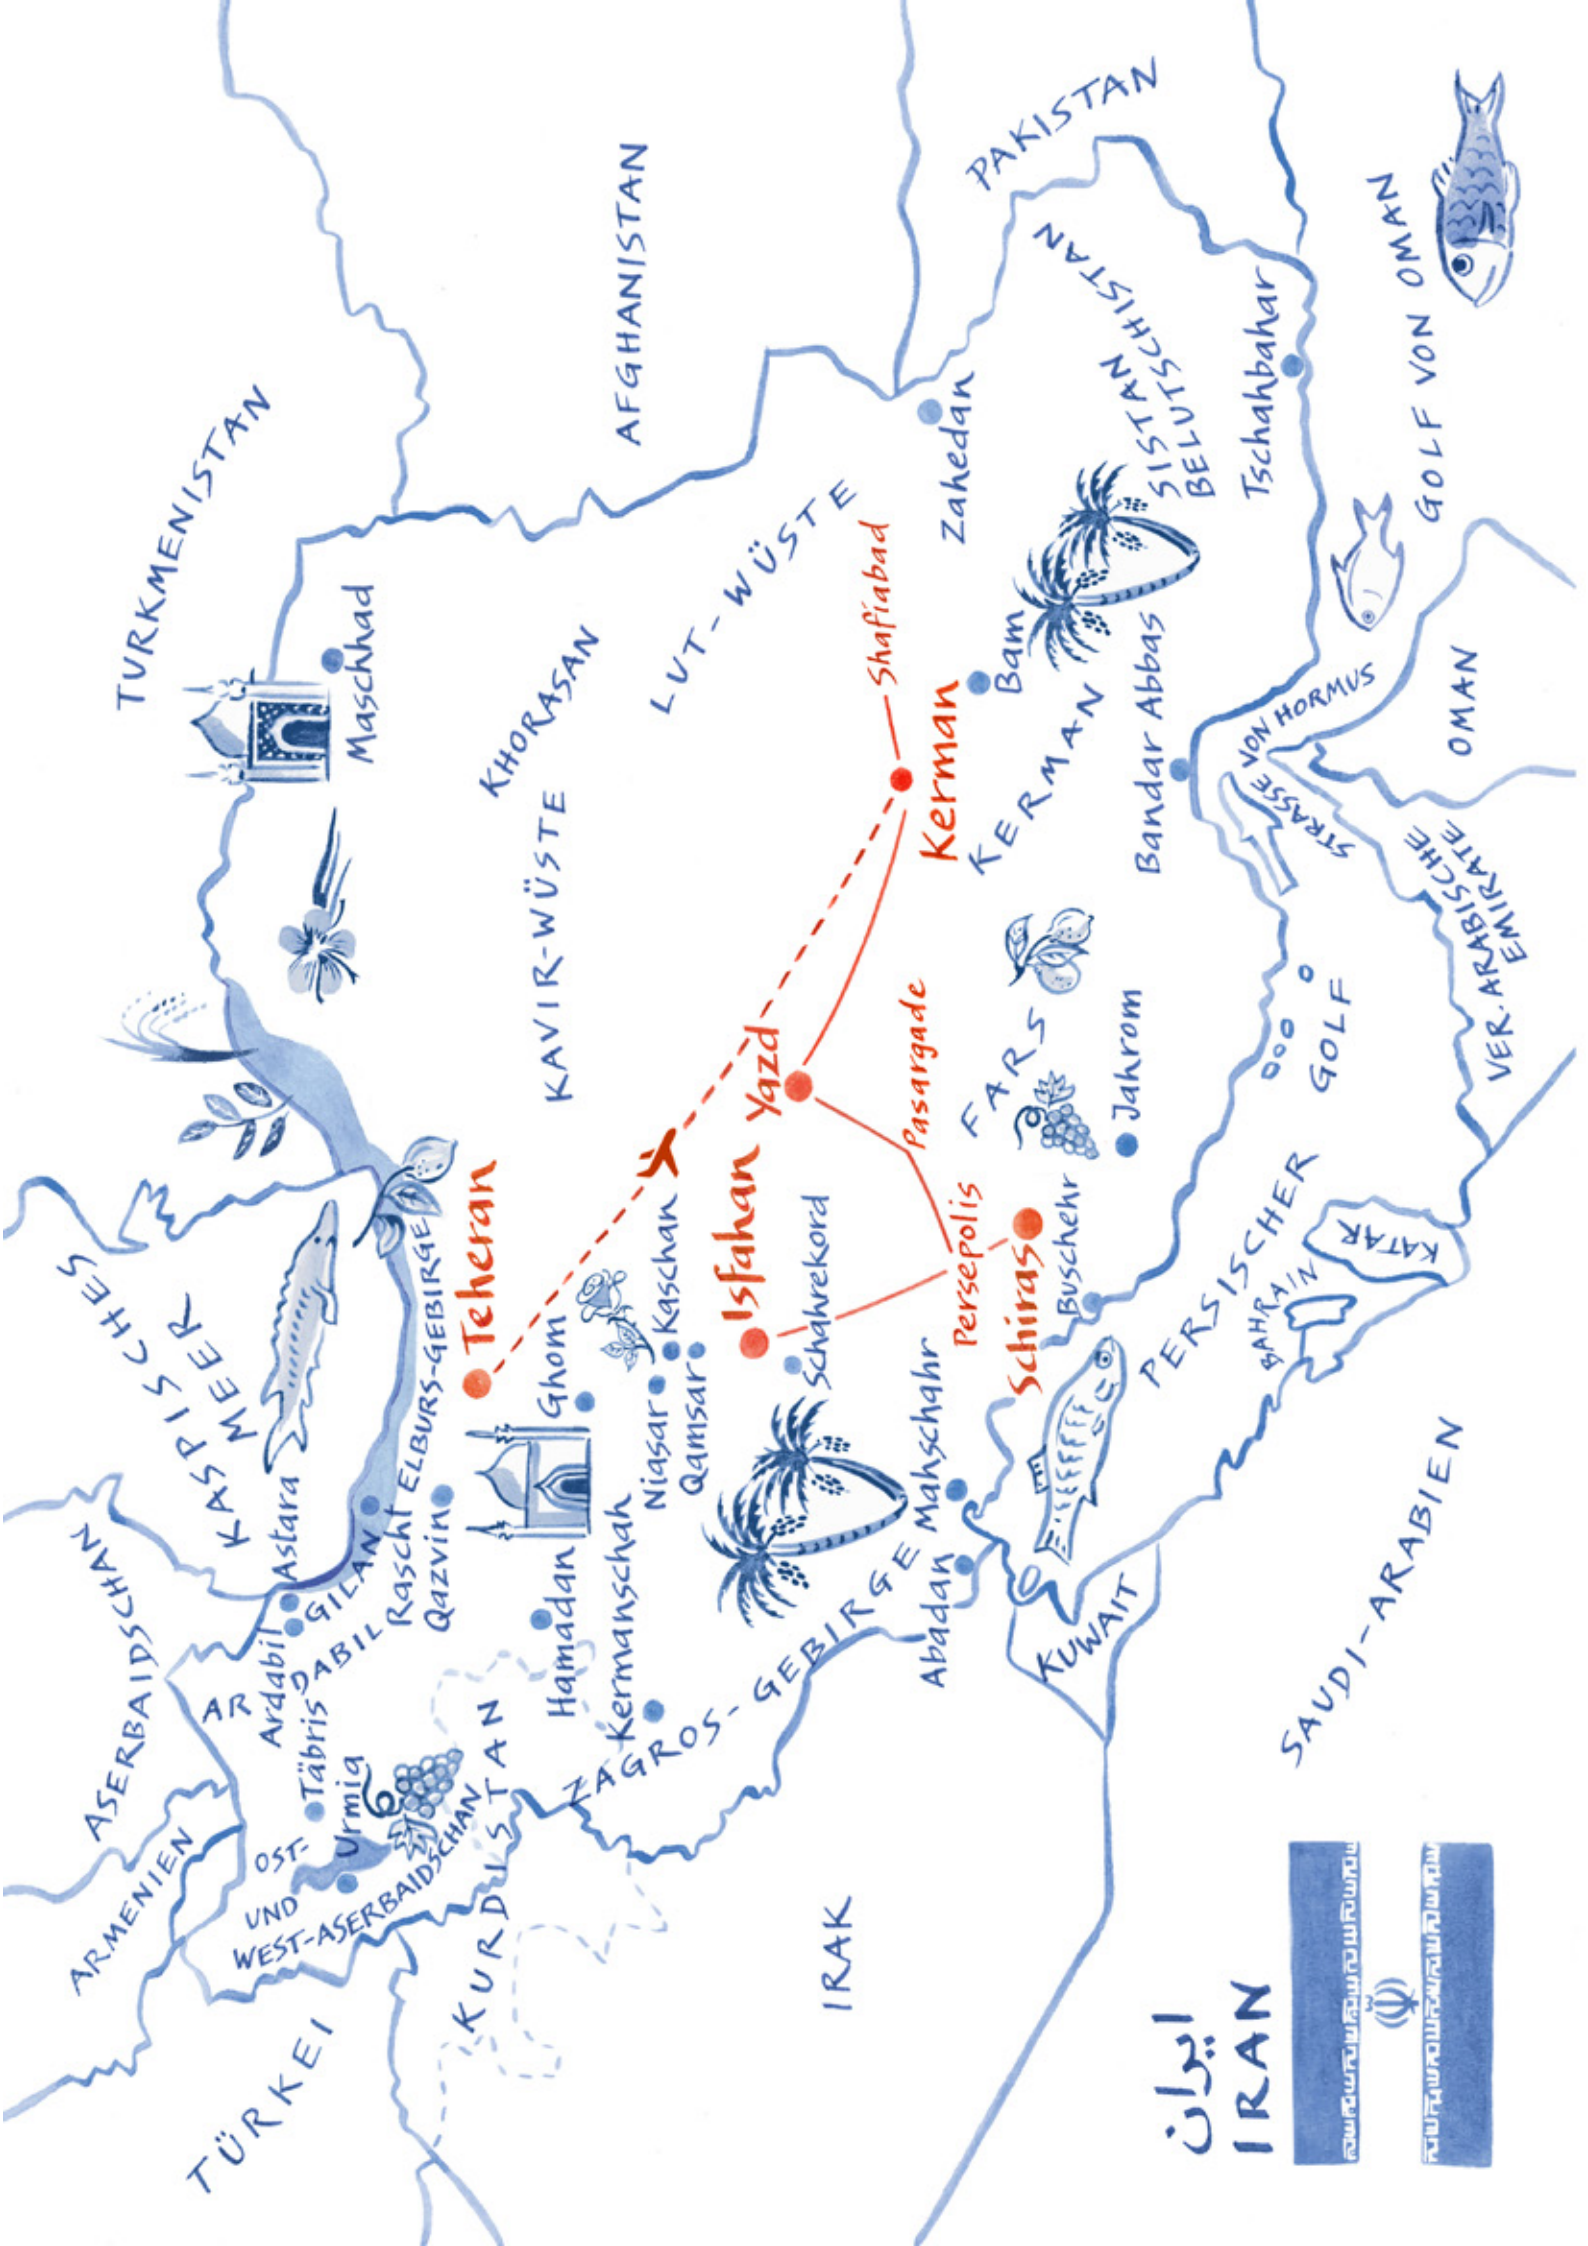 TÜRKEI
ARMENIEN
ASERBAIDSCHAN
KASPISCHES
MEER
TURKMENISTAN
AFGHANISTAN
PAKISTAN
OST-
UND
WEST-ASERBAIDSCHAN
Urmia
Täbris
Ardabil
ARDABIL
Astara
GILAN
Rascht
Qazvin
ELBURS-GEBIRGE
Teheran
Maschhad
KHORASAN
KAVIR-WÜSTE
LUT-WÜSTE
KURDISTAN
Hamadan
Kermanschah
Ghom
Niasar
Kaschan
Qamsar
Isfahan
Schahrekord
Yazd
ZAGROS-GEBIRGE
IRAK
Abadan
Mahschahr
Persepolis
Pasargade
Schiras
Kerman
Shafiabad
Zahedan
Bam
KERMAN
FARS
Jahrom
Buschehr
Bandar Abbas
SISTAN
BELUTSCHISTAN
Tschahbahar
KUWAIT
PERSISCHER
GOLF
BAHRAIN
KATAR
STRASSE VON HORMUS
GOLF VON OMAN
OMAN
VER. ARABISCHE
EMIRATE
SAUDI-ARABIEN
ایران
IRAN